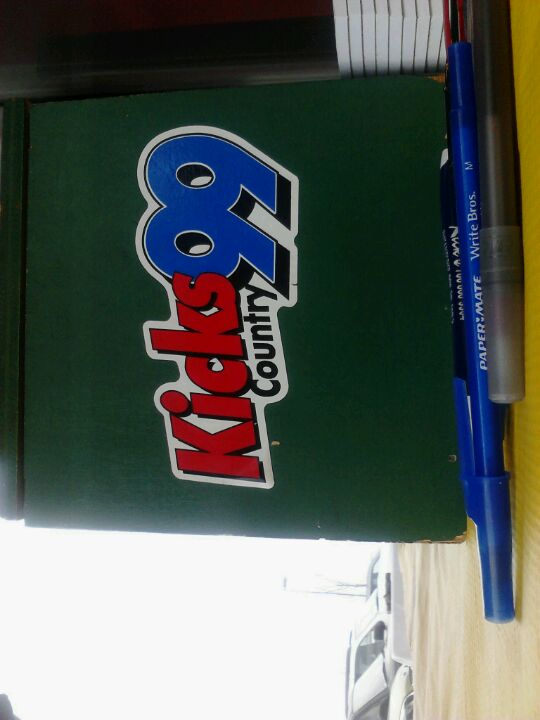 Kicks 99
Country
PAPER MATE Write Bros. M